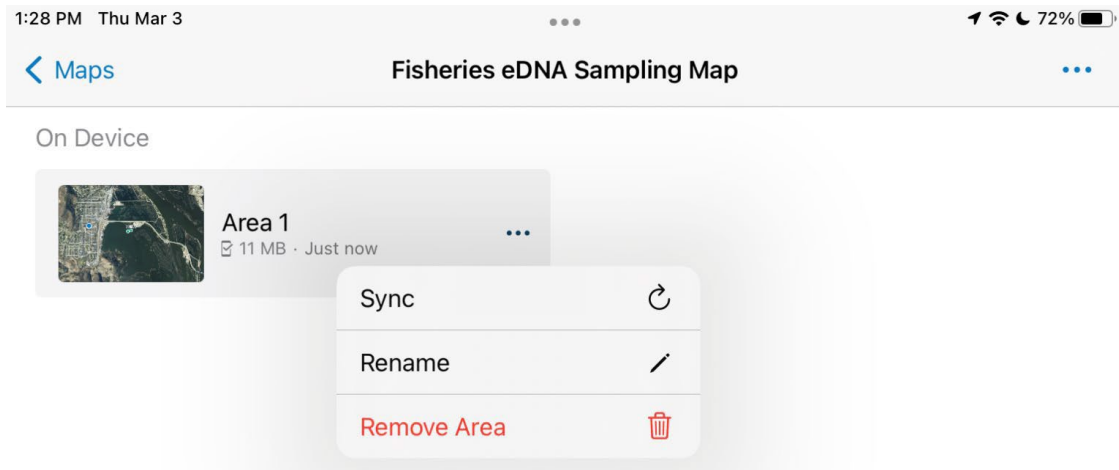 1:28 PM Thu Mar 3 72%
Maps Fisheries eDNA Sampling Map
On Device
Area 1
11 MB · Just now
Sync
Rename
Remove Area